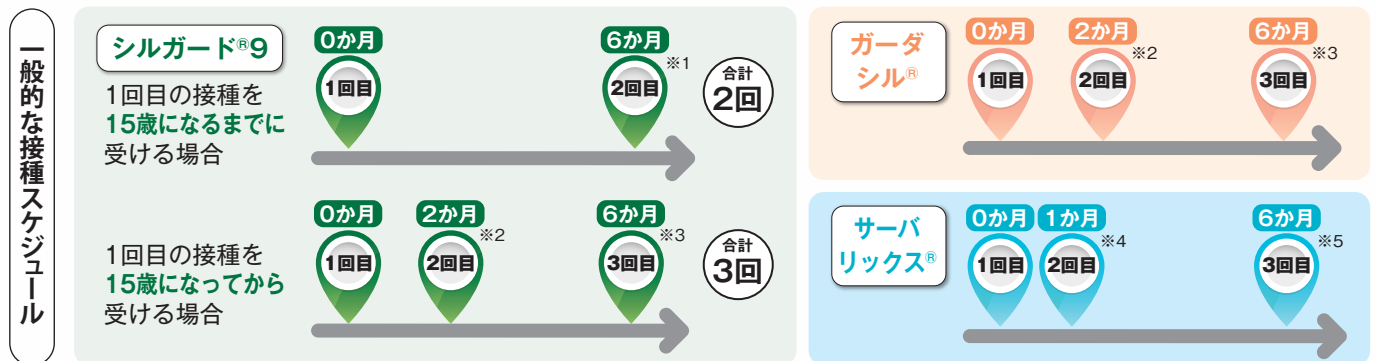 一般的な接種スケジュール
シルガード®9
1回目の接種を
15歳になるまでに
受ける場合
0か月
1回目
6か月
※1
2回目
合計
2回
1回目の接種を
15歳になってから
受ける場合
0か月
1回目
2か月
※2
2回目
6か月
※3
3回目
合計
3回
ガーダ
シル®
0か月
1回目
2か月
※2
2回目
6か月
※3
3回目
サーバ
リックス®
0か月
1回目
1か月
※4
2回目
6か月
※5
3回目